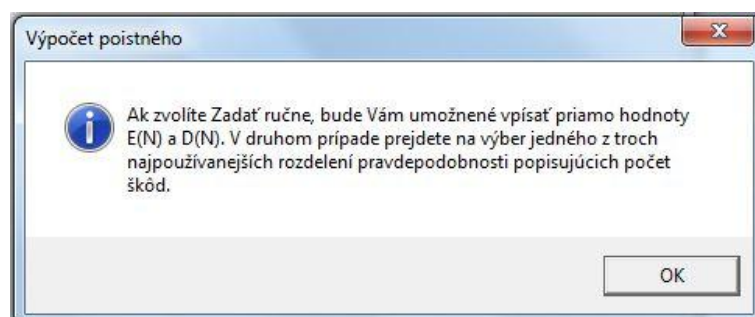 Výpočet poistného
Ak zvolíte Zadať ručne, bude Vám umožnené vpísať priamo hodnoty
E(N) a D(N). V druhom prípade prejdete na výber jedného z troch
najpoužívanejších rozdelení pravdepodobnosti popisujúcich počet
škôd.
OK